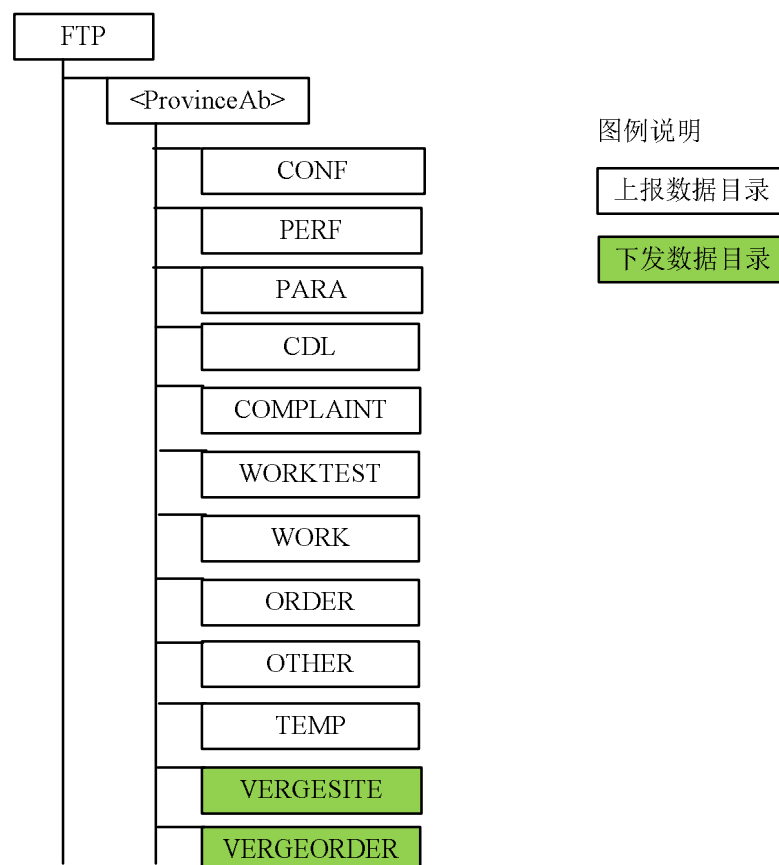 FTP
<ProvinceAb>
CONF
PERF
PARA
CDL
COMPLAINT
WORKTEST
WORK
ORDER
OTHER
TEMP
VERGESITE
VERGEORDER
图例说明
上报数据目录
下发数据目录